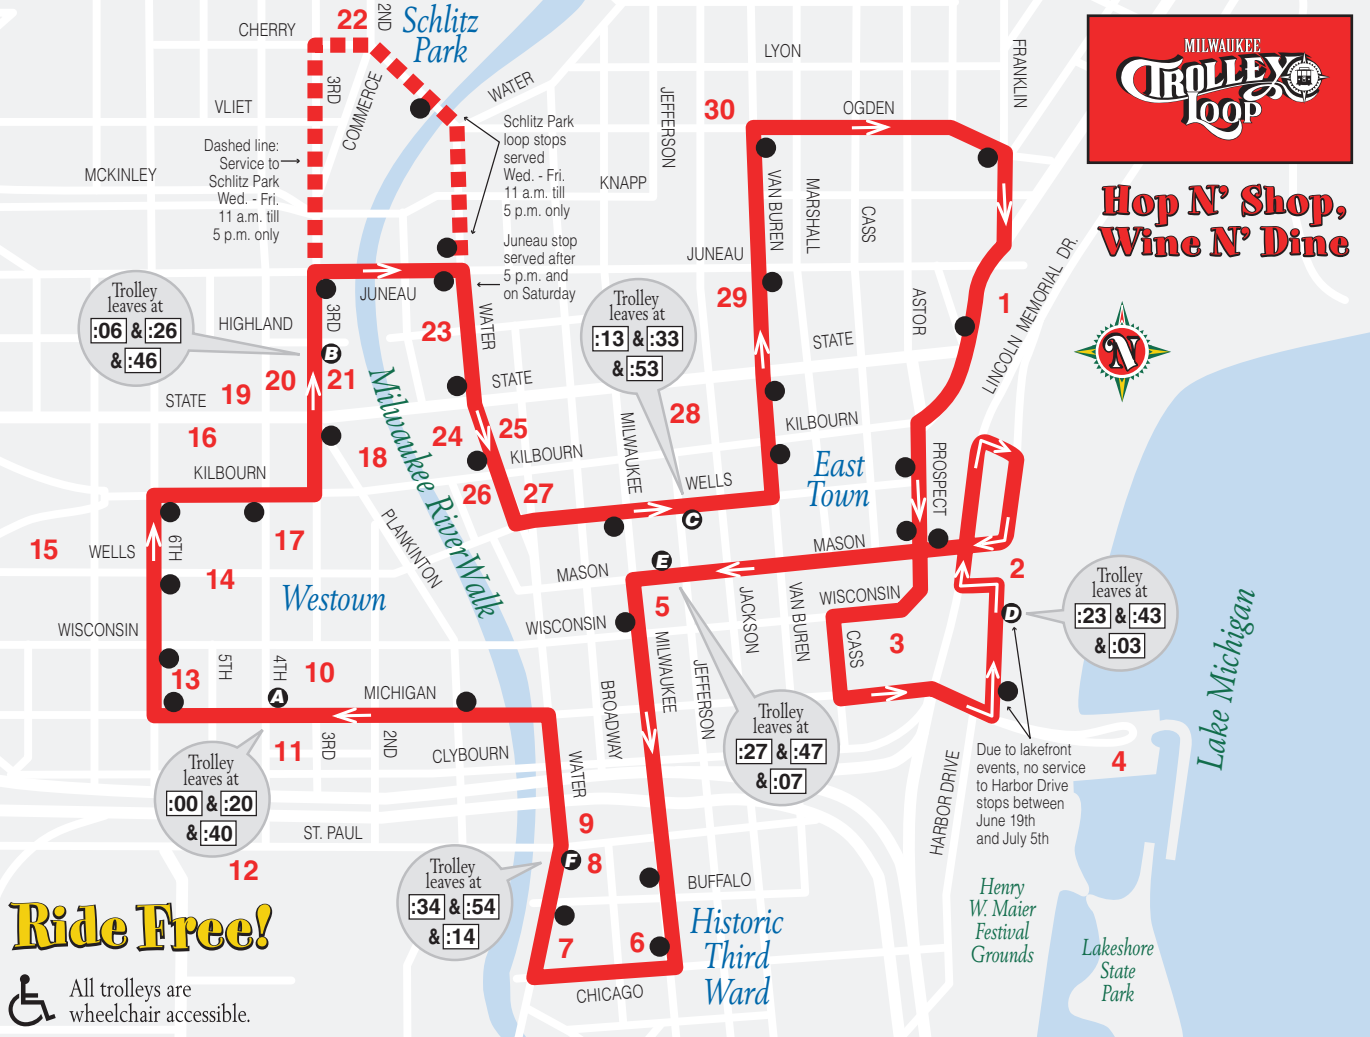 CHERRY
22
2ND
Schlitz
Park
LYON
FRANKLIN
MILWAUKEE
TROLLEY
LOOP
VLIET
3RD
COMMERCE
WATER
JEFFERSON
30
OGDEN
Dashed line:
Service to
Schlitz Park
Wed. - Fri.
11 a.m. till
5 p.m. only
Schlitz Park
loop stops
served
Wed. - Fri.
11 a.m. till
5 p.m. only
MCKINLEY
KNAPP
VAN BUREN
MARSHALL
CASS
Hop N' Shop,
Wine N' Dine
Juneau stop
served after
5 p.m. and
on Saturday
JUNEAU
29
LINCOLN MEMORIAL DR.
1
ASTOR
Trolley
leaves at
:06 & :26
& :46
HIGHLAND
3RD
JUNEAU
23
WATER
Trolley
leaves at
:13 & :33
& :53
STATE
N
B
20
21
19
STATE
16
STATE
24
25
28
MILWAUKEE
KILBOURN
KILBOURN
18
Milwaukee RiverWalk
KILBOURN
East
Town
PROSPECT
26
27
WELLS
C
15
WELLS
6TH
17
14
PLANKINTON
Westown
E
MASON
MASON
2
WISCONSIN
WISCONSIN
5
MILWAUKEE
JACKSON
VAN BUREN
WISCONSIN
CASS
3
D
Trolley
leaves at
:23 & :43
& :03
Lake Michigan
13
5TH
4TH
10
A
MICHIGAN
BROADWAY
JEFFERSON
11
3RD
2ND
CLYBOURN
WATER
Trolley
leaves at
:27 & :47
& :07
HARBOR DRIVE
Due to lakefront
events, no service
to Harbor Drive
stops between
June 19th
and July 5th
4
Trolley
leaves at
:00 & :20
& :40
ST. PAUL
12
9
F
8
Trolley
leaves at
:34 & :54
& :14
BUFFALO
7
6
Historic
Third
Ward
CHICAGO
Henry
W. Maier
Festival
Grounds
Lakeshore
State
Park
Ride Free!
All trolleys are
wheelchair accessible.